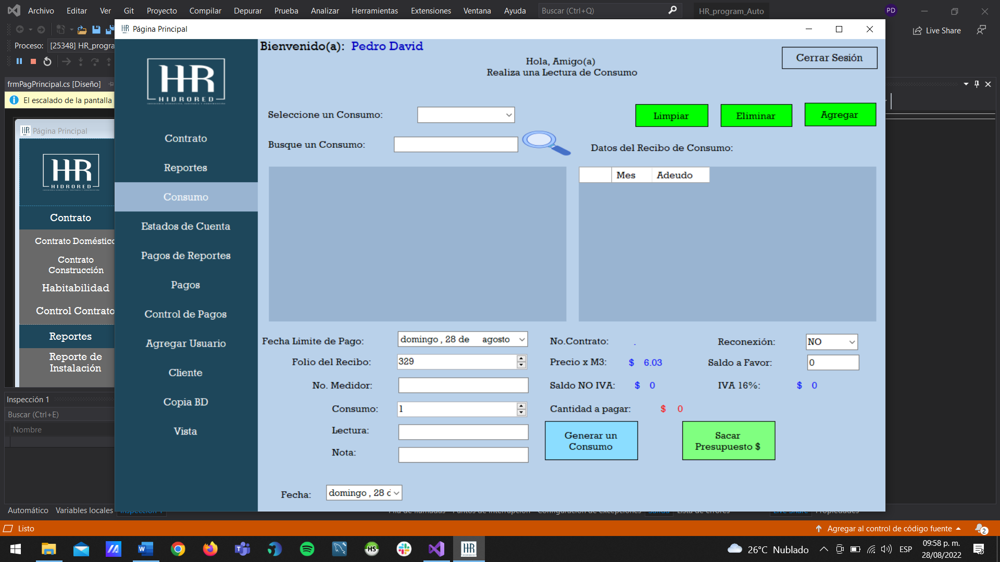 Archivo Editar Ver Git Proyecto Compilar Depurar Prueba Analizar Herramientas Extensiones Ventana Ayuda Buscar (Ctrl+Q) HR_program_Auto PD
Live Share
Proceso: [25348] HR_progra
frmPagPrincipal.cs [Diseño]
El escalado de la pantalla
Página Principal
HR
HIDRORED
Contrato
Contrato Doméstico
Contrato
Construcción
Habitabilidad
Control Contrato
Reportes
Reporte de
Instalación
Inspección 1
Buscar (Ctrl+E)
Nombre
Automático Variables locales
HR Página Principal
HR
HIDRORED
Contrato
Reportes
Consumo
Estados de Cuenta
Pagos de Reportes
Pagos
Control de Pagos
Agregar Usuario
Cliente
Copia BD
Vista
Bienvenido(a): Pedro David
Hola, Amigo(a)
Realiza una Lectura de Consumo
Cerrar Sesión
Seleccione un Consumo:
Limpiar Eliminar Agregar
Busque un Consumo:
Datos del Recibo de Consumo:
Mes Adeudo
Fecha Limite de Pago: domingo , 28 de agosto
No.Contrato: .
Reconexión: NO
Folio del Recibo: 329
Precio x M3: $ 6.03
Saldo a Favor: 0
No. Medidor:
Saldo NO IVA: $ 0
IVA 16%: $ 0
Consumo: 1
Cantidad a pagar: $ 0
Lectura:
Generar un
Consumo
Sacar
Presupuesto $
Nota:
Fecha: domingo , 28 d
Listo
Agregar al control de código fuente
2
26°C Nublado
ESP
09:58 p. m.
28/08/2022